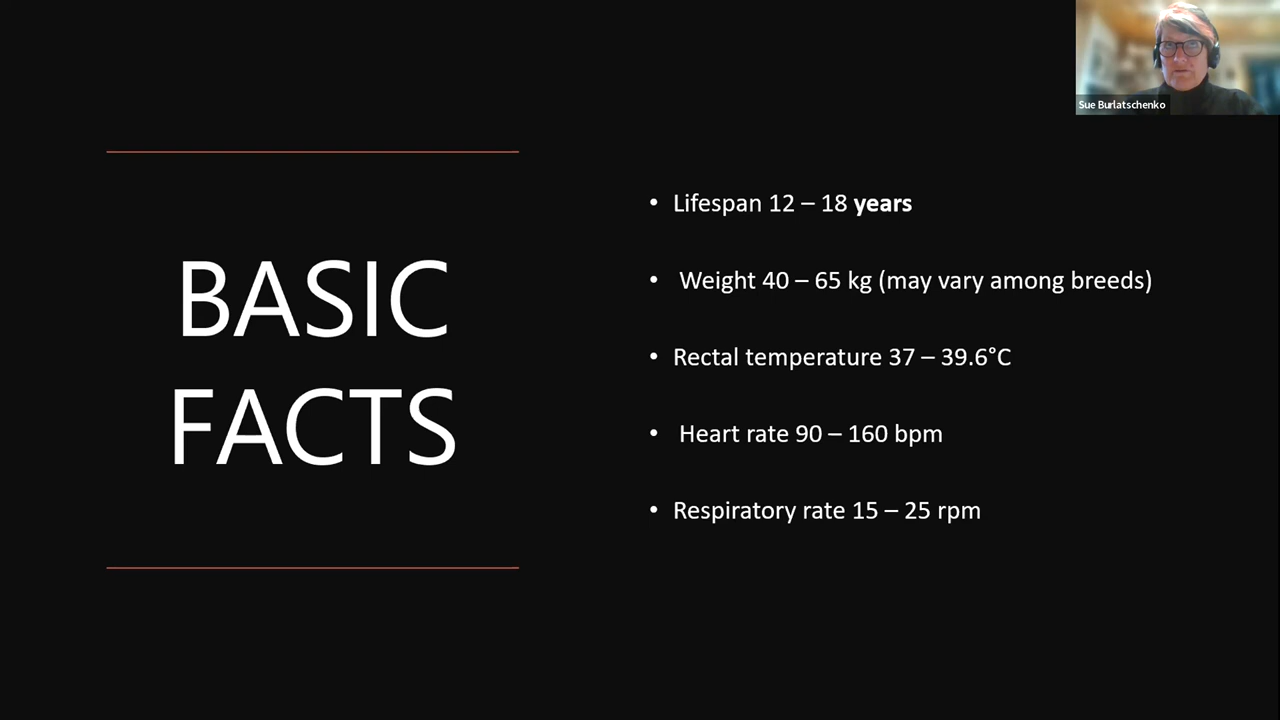 Sue Burlatschenko
BASIC
FACTS
• Lifespan 12 – 18 years
• Weight 40 – 65 kg (may vary among breeds)
• Rectal temperature 37 – 39.6°C
• Heart rate 90 – 160 bpm
• Respiratory rate 15 – 25 rpm